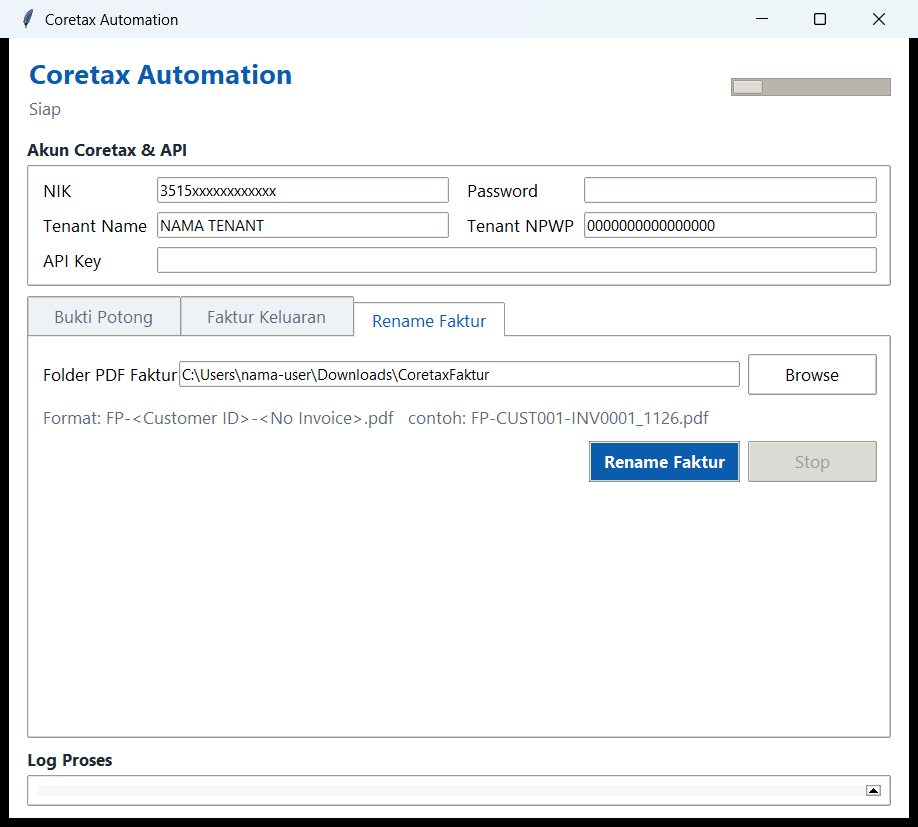 Coretax Automation
Coretax Automation
Siap
Akun Coretax & API
NIK 3515xxxxxxxxxxxx Password
Tenant Name NAMA TENANT Tenant NPWP 0000000000000000
API Key
Bukti Potong Faktur Keluaran Rename Faktur
Folder PDF Faktur C:\Users\nama-user\Downloads\CoretaxFaktur Browse
Format: FP-<Customer ID>-<No Invoice>.pdf contoh: FP-CUST001-INV0001_1126.pdf
Rename Faktur Stop
Log Proses